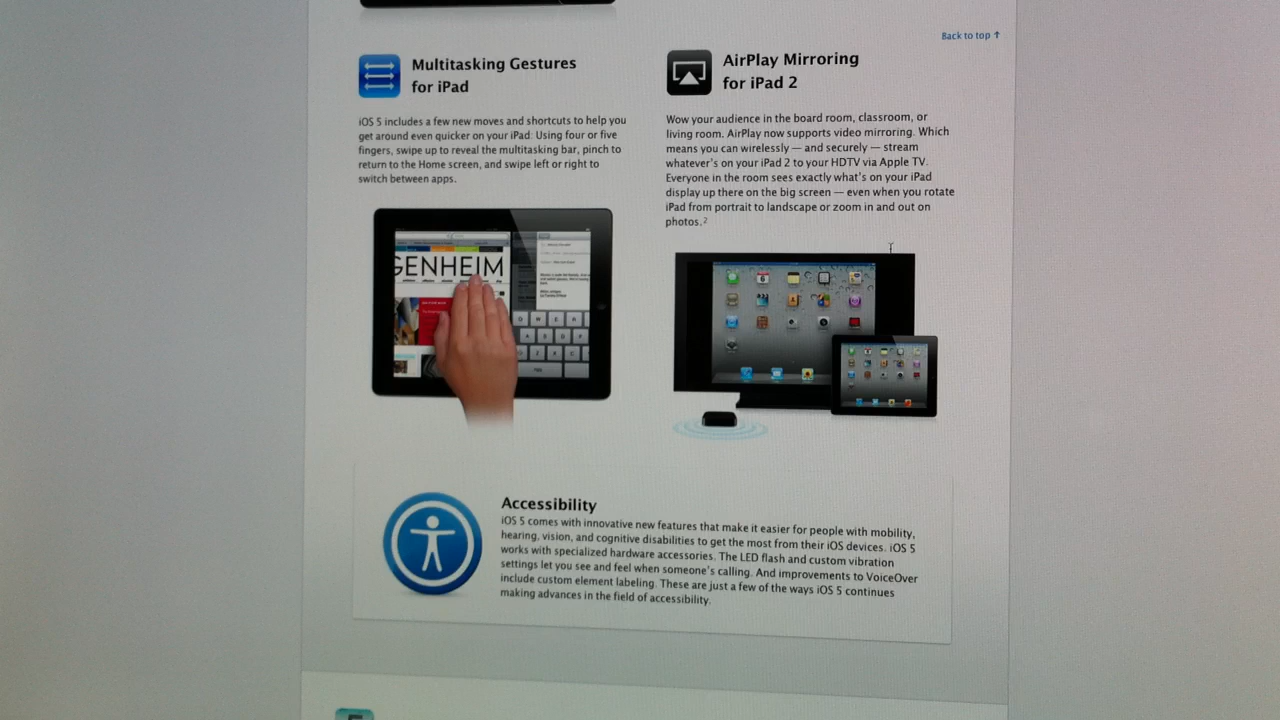 Back to top ↑
Multitasking Gestures
for iPad
iOS 5 includes a few new moves and shortcuts to help you
get around even quicker on your iPad: Using four or five
fingers, swipe up to reveal the multitasking bar, pinch to
return to the Home screen, and swipe left or right to
switch between apps.
GENHEIM
AirPlay Mirroring
for iPad 2
Wow your audience in the board room, classroom, or
living room. AirPlay now supports video mirroring. Which
means you can wirelessly — and securely — stream
whatever's on your iPad 2 to your HDTV via Apple TV.
Everyone in the room sees exactly what's on your iPad
display up there on the big screen — even when you rotate
iPad from portrait to landscape or zoom in and out on
photos.²
Accessibility
iOS 5 comes with innovative new features that make it easier for people with mobility,
hearing, vision, and cognitive disabilities to get the most from their iOS devices. iOS 5
works with specialized hardware accessories. The LED flash and custom vibration
settings let you see and feel when someone's calling. And improvements to VoiceOver
include custom element labeling. These are just a few of the ways iOS 5 continues
making advances in the field of accessibility.